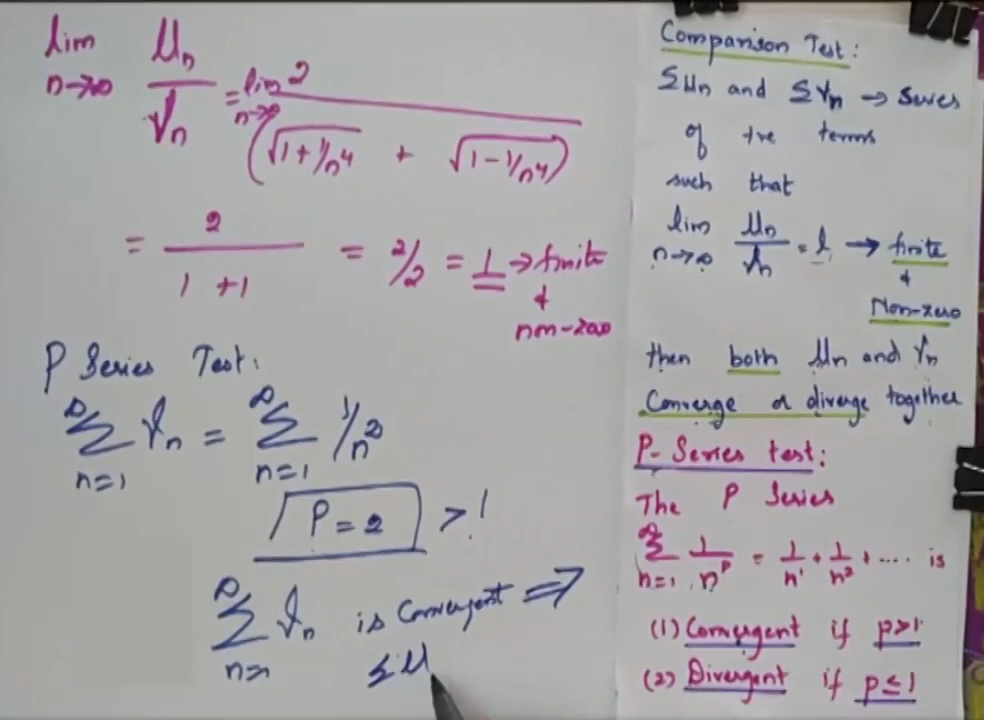 lim n→∞ Un/Vn = lim n→∞ 2/(√1+1/n⁴ + √1-1/n⁴)
= 2/(1+1) = 2/2 = 1 → finite
&
non-zero
P Series Test:
∞ Σ n=1 Vn = ∞ Σ n=1 1/n²
P = 2 > 1
∞ Σ n=1 Vn is Convergent ⇒
Σ U
Comparison Test:
ΣUn and ΣVn → Series
of +ve terms
such that
lim n→∞ Un/Vn = l → finite
&
Non-zero
then both Un and Vn
Converge or diverge together
P-Series test:
The P Series
∞ Σ n=1 1/nᵖ = 1/n¹ + 1/n² + .... is
(1) Convergent if p>1
(2) Divergent if p≤1